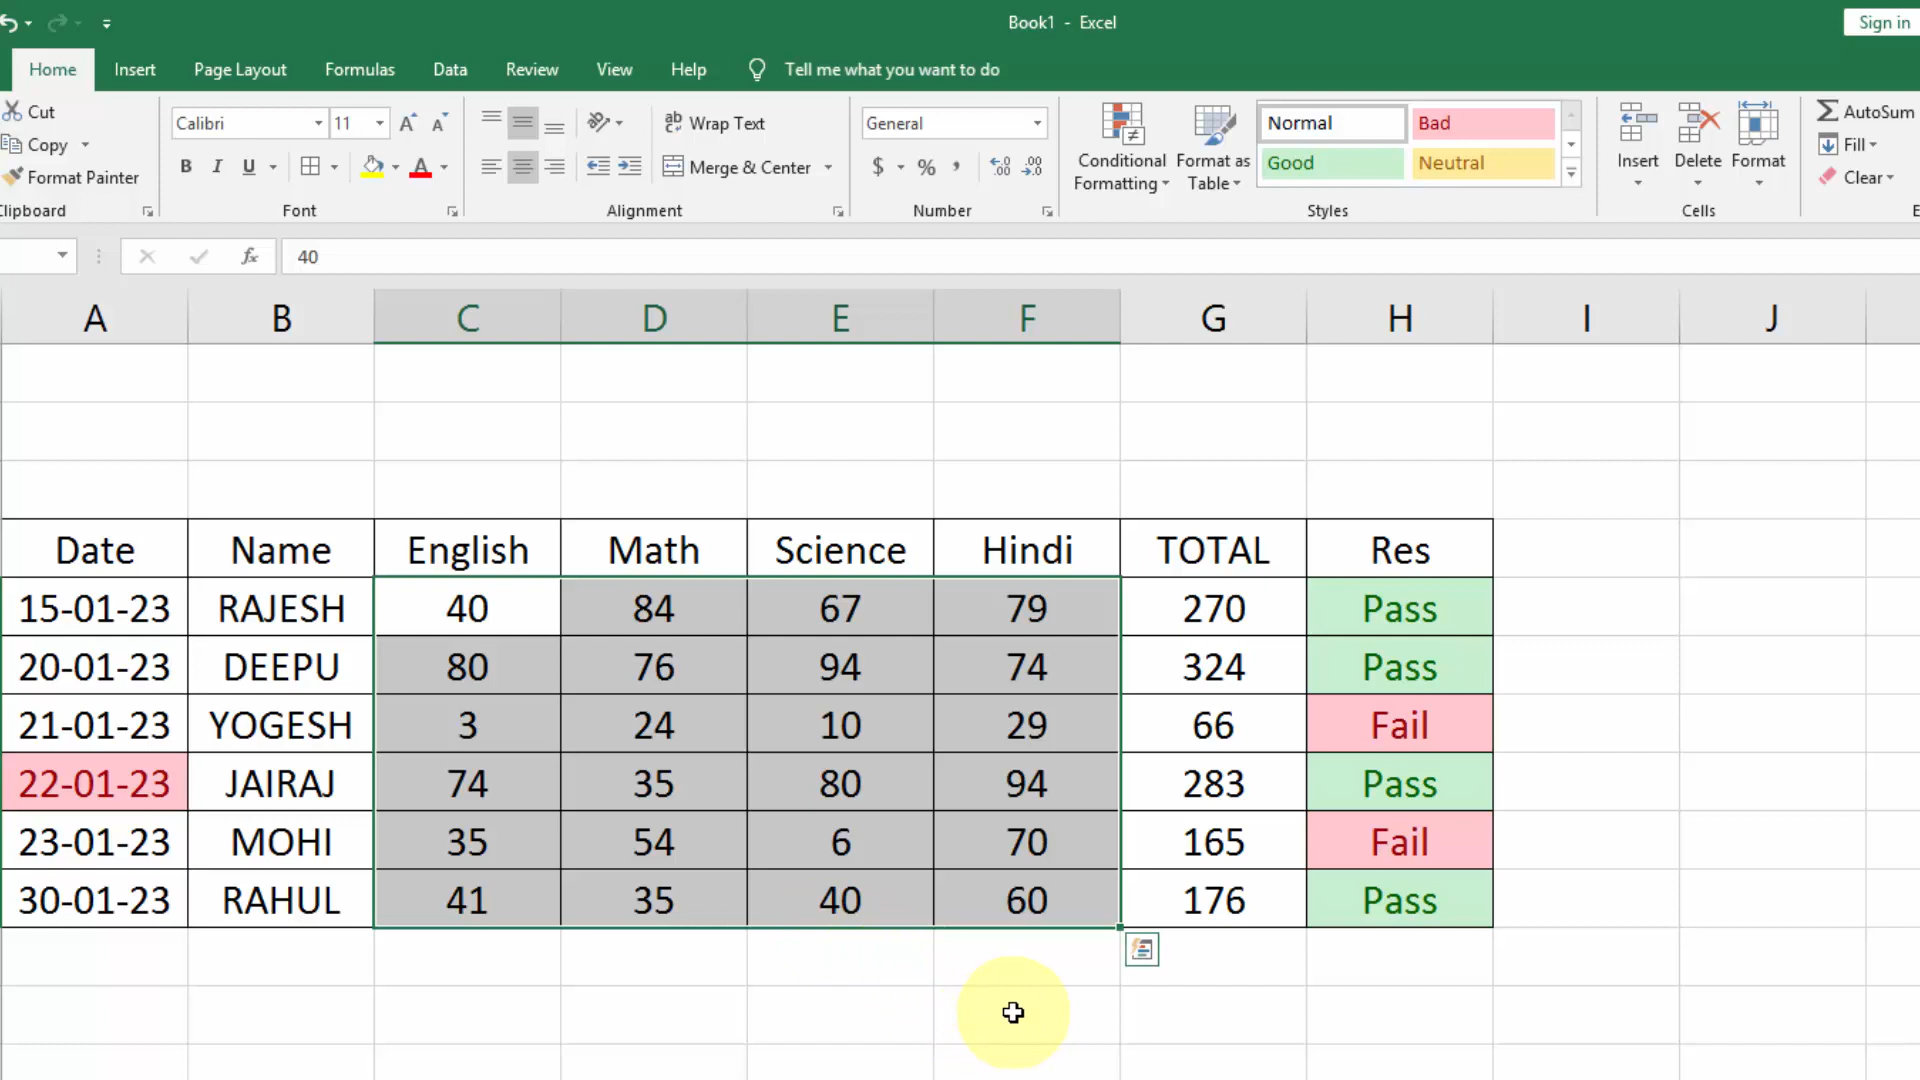 Book1 - Excel
Sign in
Home Insert Page Layout Formulas Data Review View Help Tell me what you want to do
Cut
Copy
Format Painter
Clipboard
Calibri 11
B I U A
Font
Wrap Text
Merge & Center
Alignment
General
$ % ,
Number
Conditional Formatting
Format as Table
Normal Bad
Good Neutral
Styles
Insert Delete Format
Cells
AutoSum
Fill
Clear
fx 40
A B C D E F G H I J
Date Name English Math Science Hindi TOTAL Res
15-01-23 RAJESH 40 84 67 79 270 Pass
20-01-23 DEEPU 80 76 94 74 324 Pass
21-01-23 YOGESH 3 24 10 29 66 Fail
22-01-23 JAIRAJ 74 35 80 94 283 Pass
23-01-23 MOHI 35 54 6 70 165 Fail
30-01-23 RAHUL 41 35 40 60 176 Pass